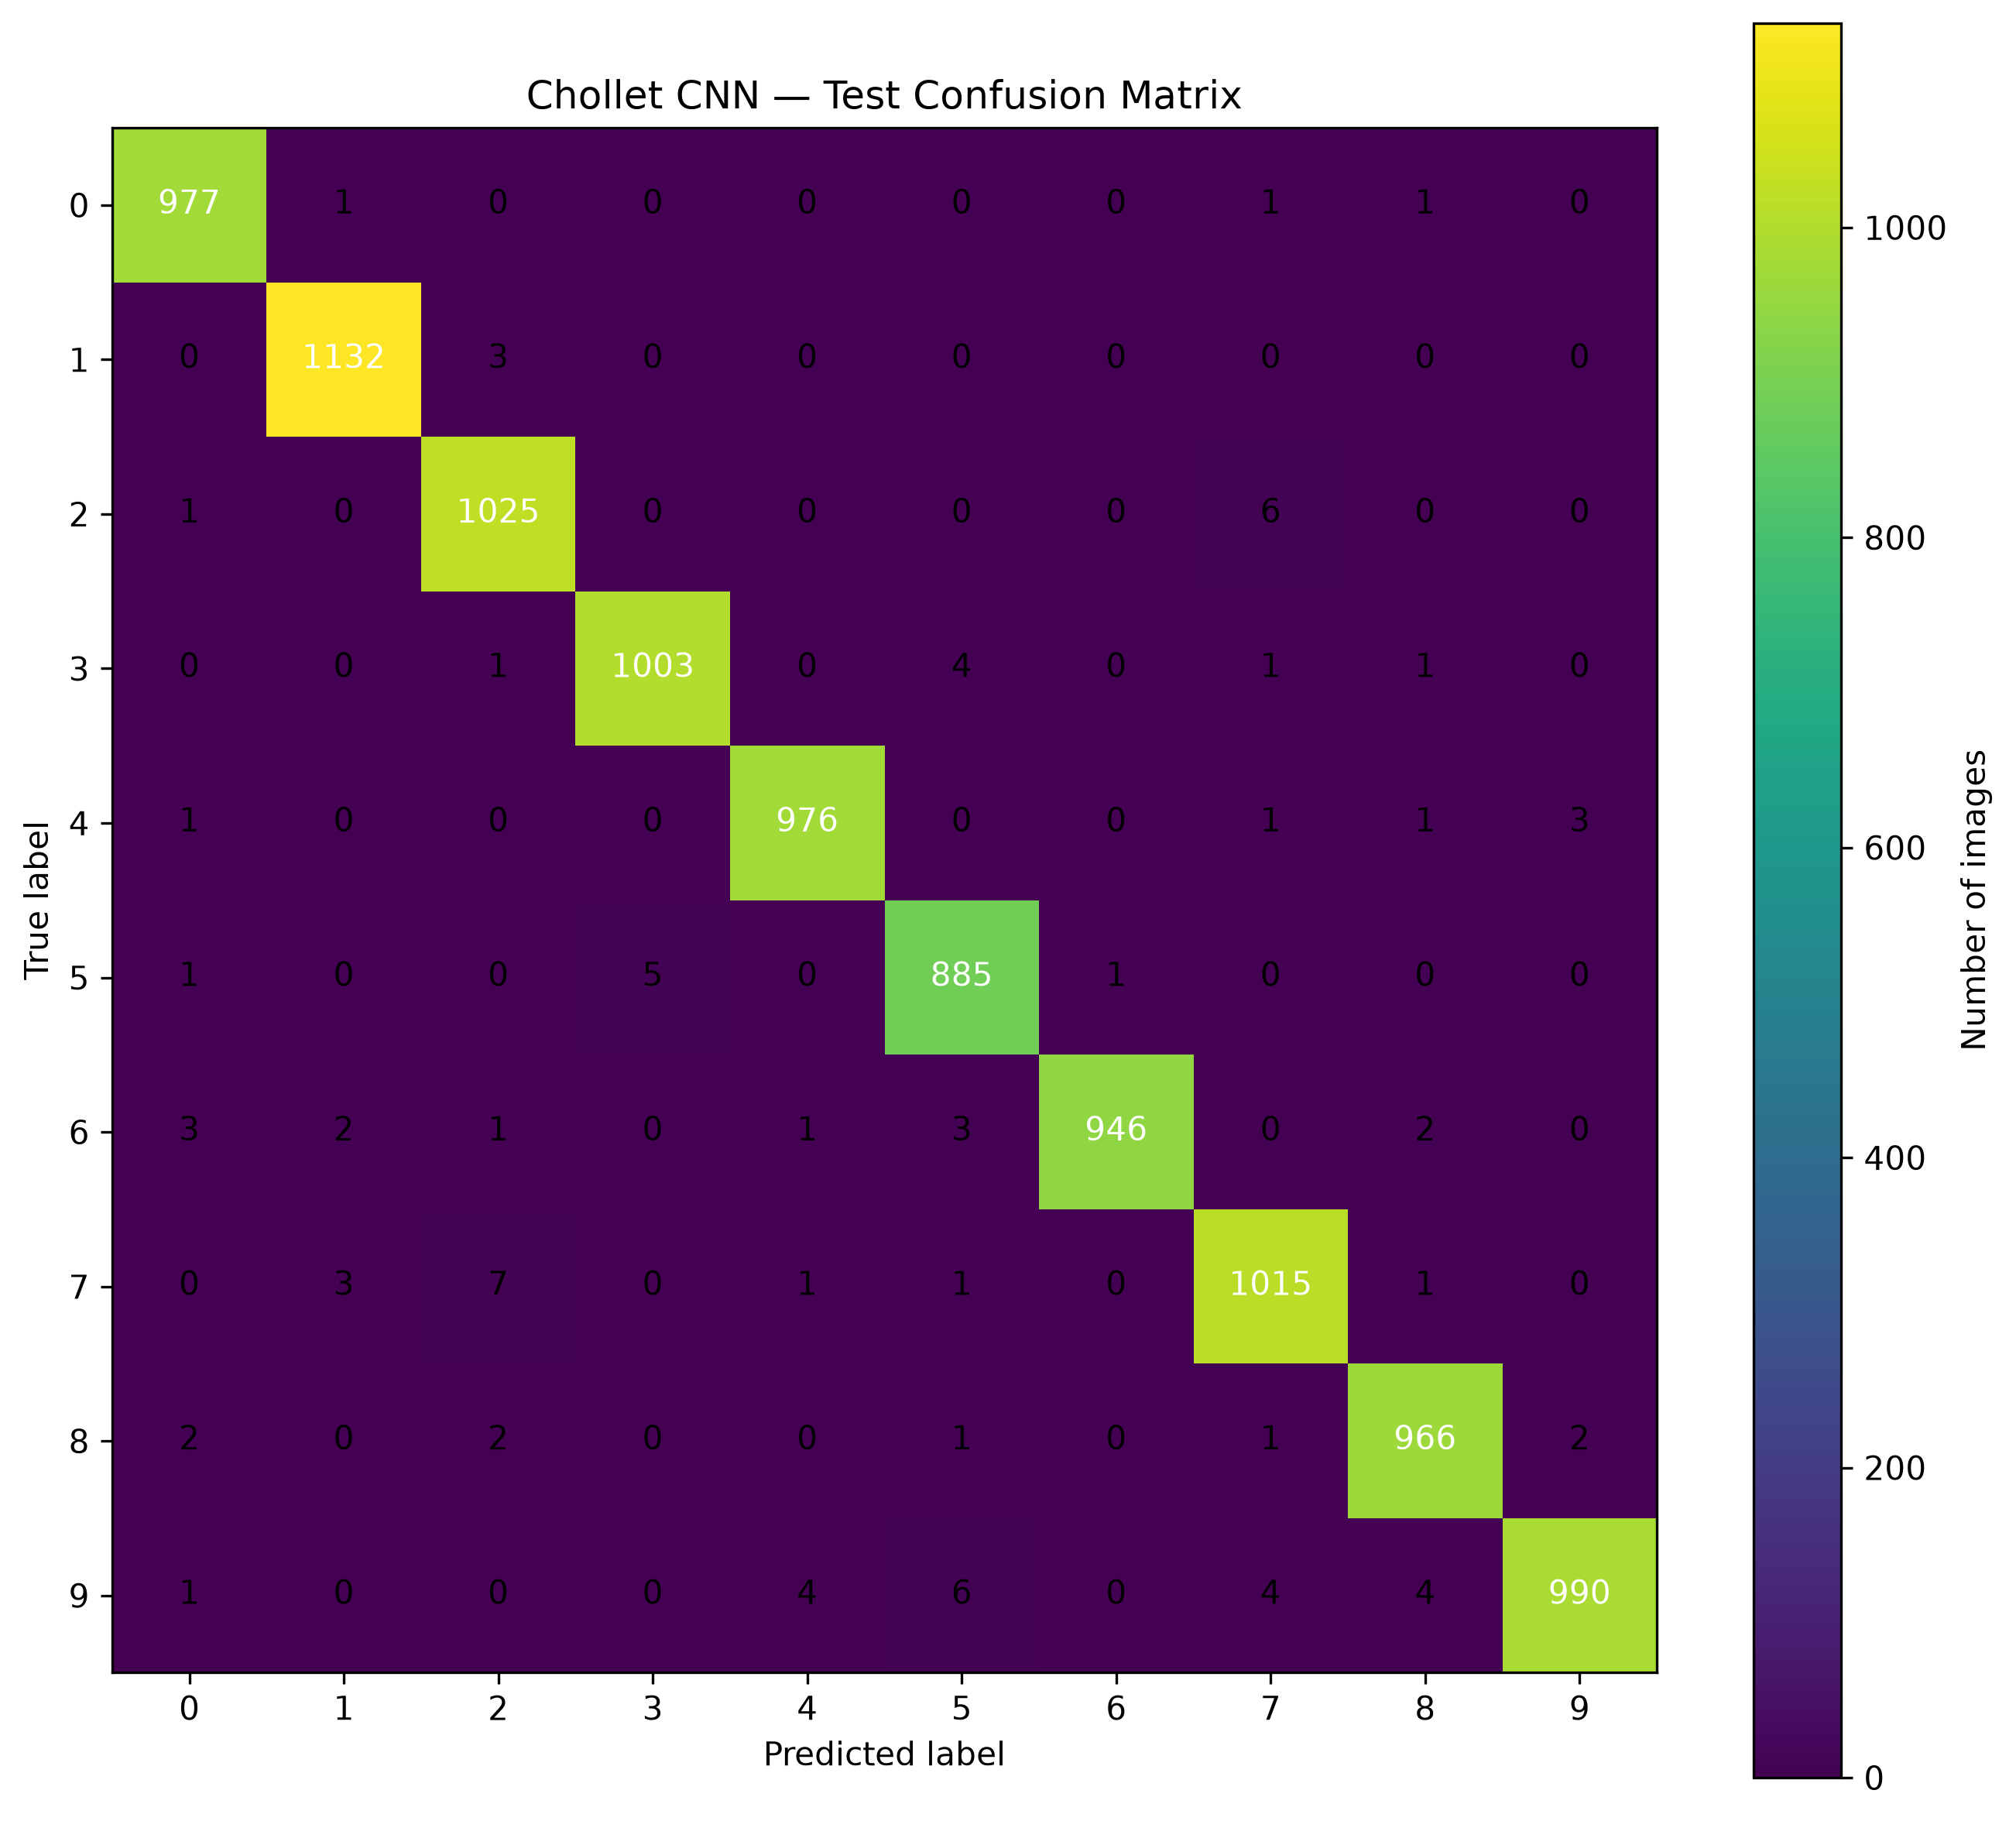 Chollet CNN — Test Confusion Matrix
0 977 1 0 0 0 0 0 1 1 0
1 0 1132 3 0 0 0 0 0 0 0
2 1 0 1025 0 0 0 0 6 0 0
3 0 0 1 1003 0 4 0 1 1 0
4 1 0 0 0 976 0 0 1 1 3
5 1 0 0 5 0 885 1 0 0 0
6 3 2 1 0 1 3 946 0 2 0
7 0 3 7 0 1 1 0 1015 1 0
8 2 0 2 0 0 1 0 1 966 2
9 1 0 0 0 4 6 0 4 4 990
0 1 2 3 4 5 6 7 8 9
Predicted label
True label
1000
800
600
400
200
0
Number of images